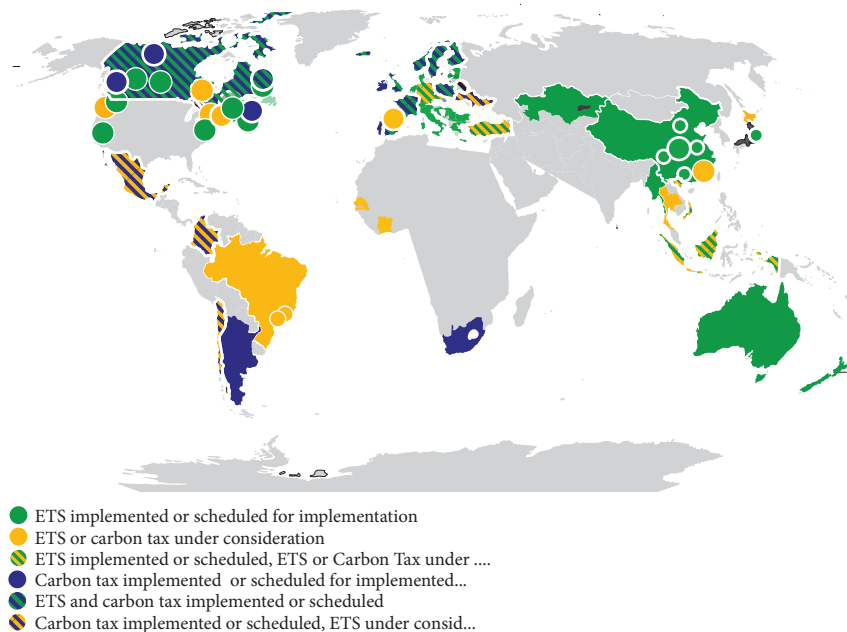 ETS implemented or scheduled for implementation
ETS or carbon tax under consideration
ETS implemented or scheduled, ETS or Carbon Tax under ....
Carbon tax implemented or scheduled for implemented...
ETS and carbon tax implemented or scheduled
Carbon tax implemented or scheduled, ETS under consid...